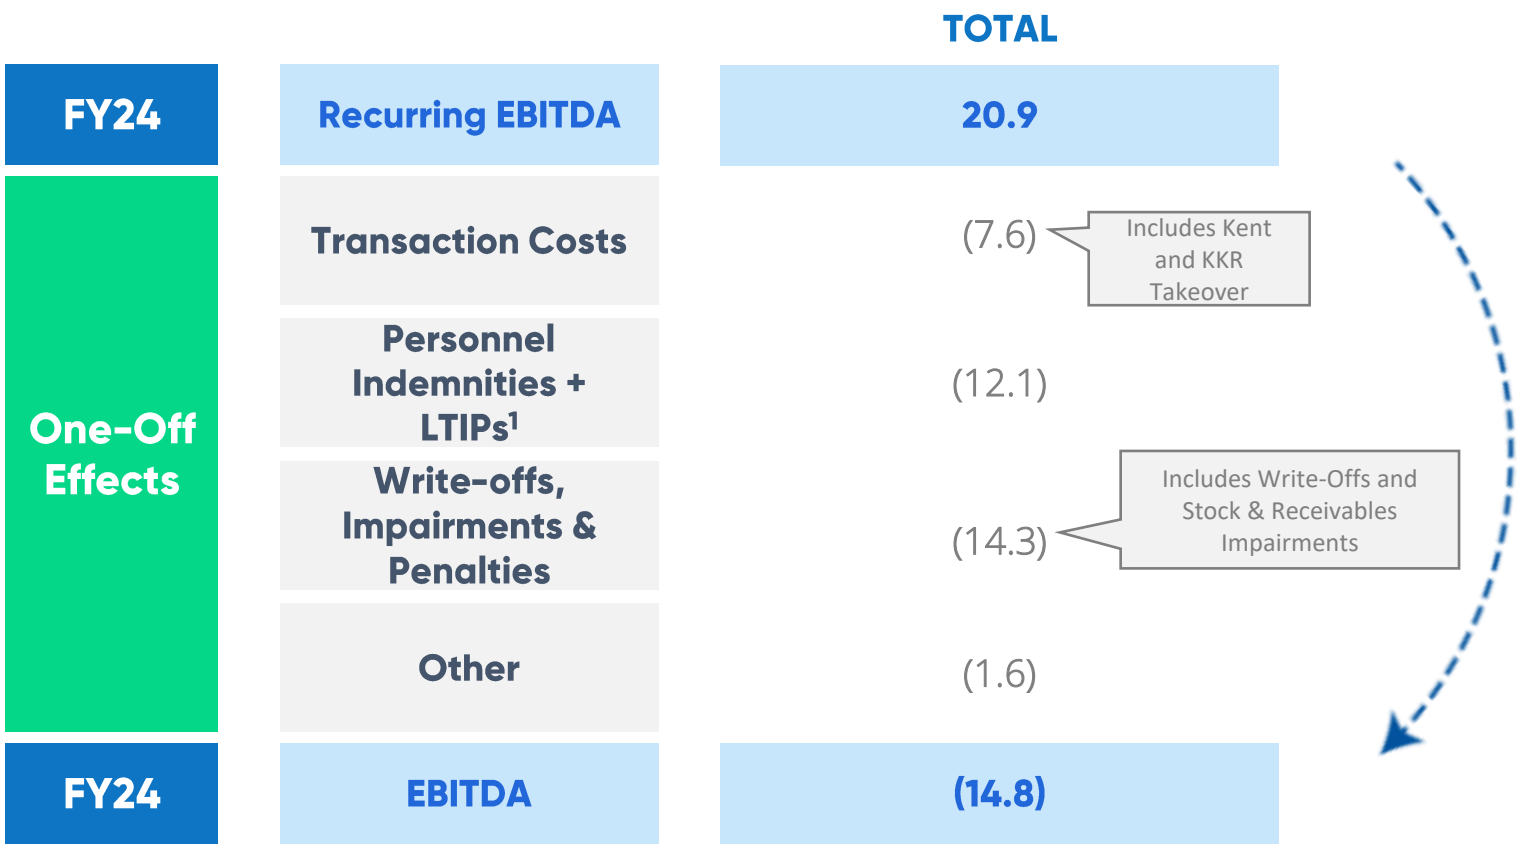 TOTAL
FY24
Recurring EBITDA
20.9
One-Off
Effects
Transaction Costs
(7.6)
Includes Kent
and KKR
Takeover
Personnel
Indemnities +
LTIPs¹
(12.1)
Write-offs,
Impairments &
Penalties
(14.3)
Includes Write-Offs and
Stock & Receivables
Impairments
Other
(1.6)
FY24
EBITDA
(14.8)